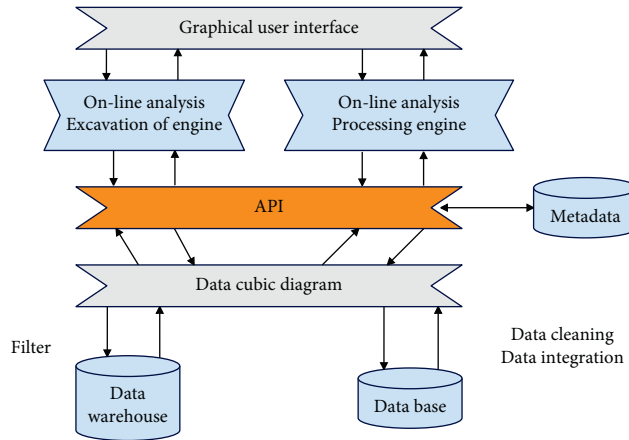 Graphical user interface
On-line analysis
Excavation of engine
On-line analysis
Processing engine
API
Metadata
Data cubic diagram
Filter
Data cleaning
Data integration
Data
warehouse
Data base